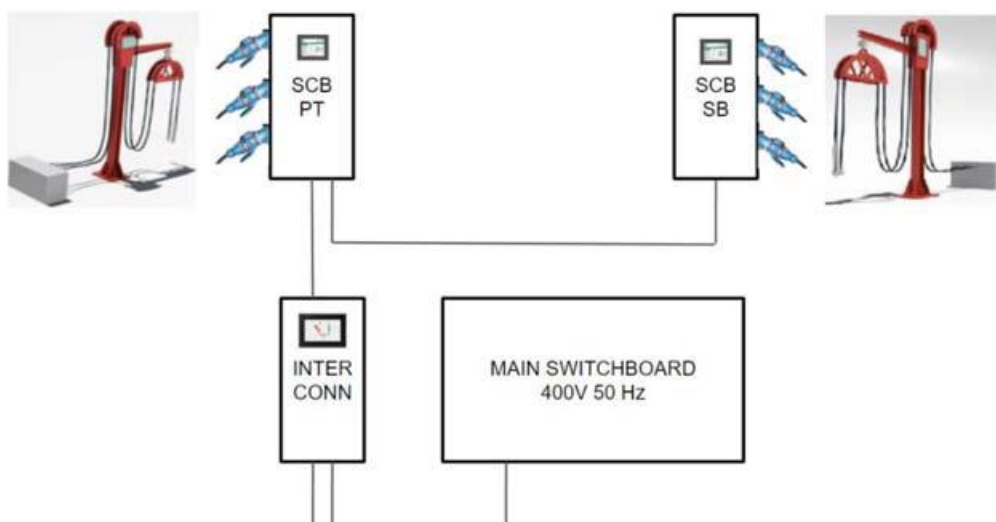 SCB
PT
SCB
SB
INTER
CONN
MAIN SWITCHBOARD
400V 50 Hz